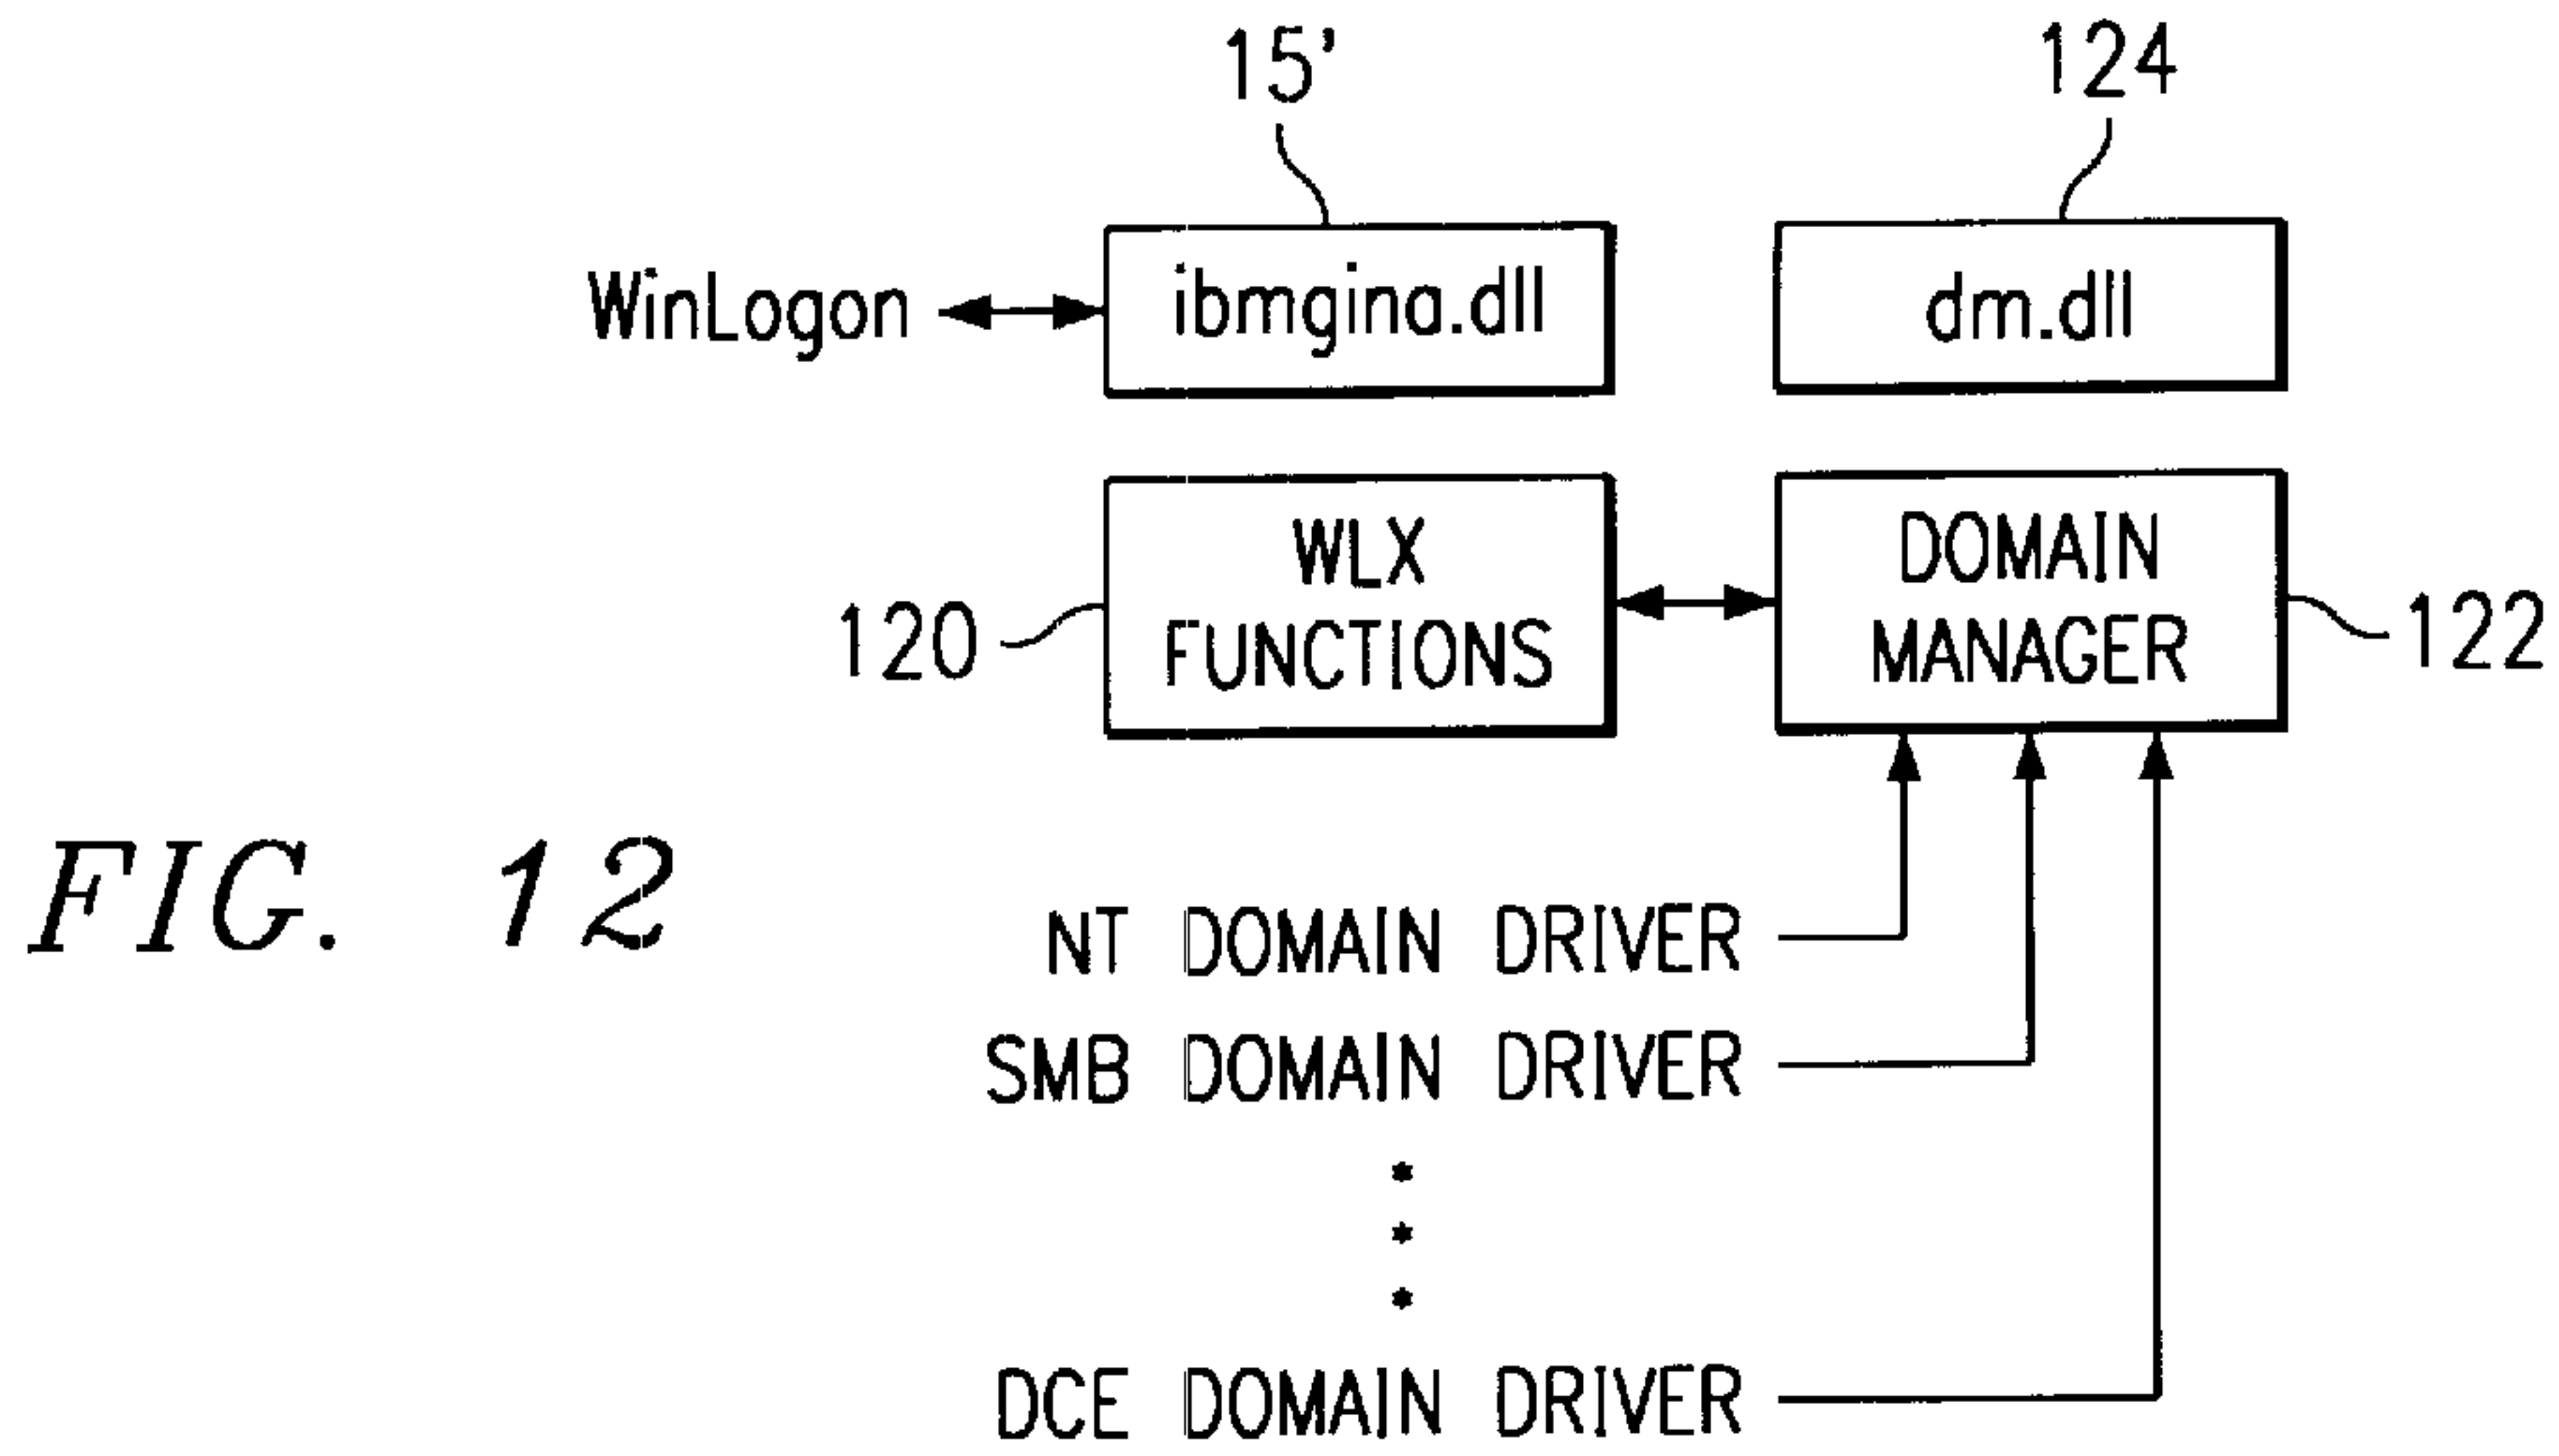 15' 124
WinLogon ibmgina.dll dm.dll
WLX DOMAIN
FUNCTIONS MANAGER
120 122
FIG. 12
NT DOMAIN DRIVER
SMB DOMAIN DRIVER
*
*
*
DCE DOMAIN DRIVER